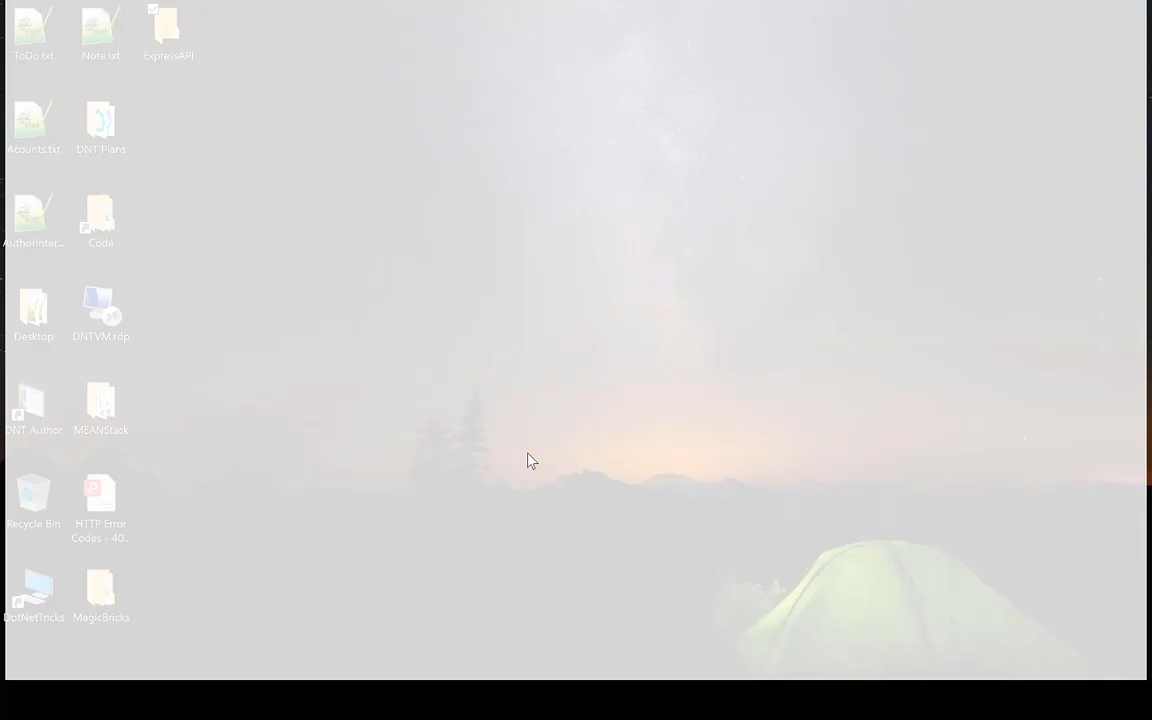 ToDo.txt
Note.txt
ExpressAPI
Acounts.txt
DNT Plans
Authorinter...
Code
Desktop
DNTVM.rdp
DNT Author
MEANStack
Recycle Bin
HTTP Error
Codes - 40...
DotNetTricks
MagicBricks